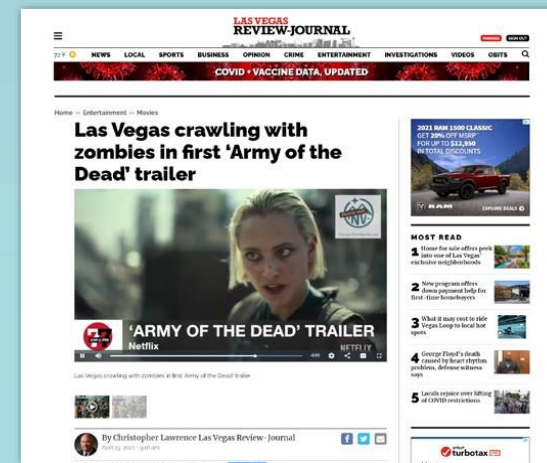 LAS VEGAS
REVIEW-JOURNAL
NEWS LOCAL SPORTS BUSINESS OPINION CRIME ENTERTAINMENT INVESTIGATIONS VIDEOS OBITS
COVID + VACCINE DATA, UPDATED
Home Entertainment Movies
Las Vegas crawling with
zombies in first ‘Army of the
Dead’ trailer
‘ARMY OF THE DEAD’ TRAILER
Netflix
NETFLIX
Las Vegas crawling with zombies in first 'Army of the Dead' trailer
By Christopher Lawrence Las Vegas Review-Journal
2021 RAM 1500 CLASSIC
GET 20% OFF MSRP
FOR UP TO $12,950
IN TOTAL DISCOUNTS
RAM
EXPLORE DEALS
MOST READ
1 Home for sale offers peek
into one of Las Vegas'
exclusive neighborhoods
2 New program offers
down payment help for
first-time homebuyers
3 What it may cost to ride
Vegas Loop to local hot
spots
4 George Floyd's death
caused by heart rhythm
problem, defense witness
says
5 Locals rejoice over lifting
of COVID restrictions
turbotax